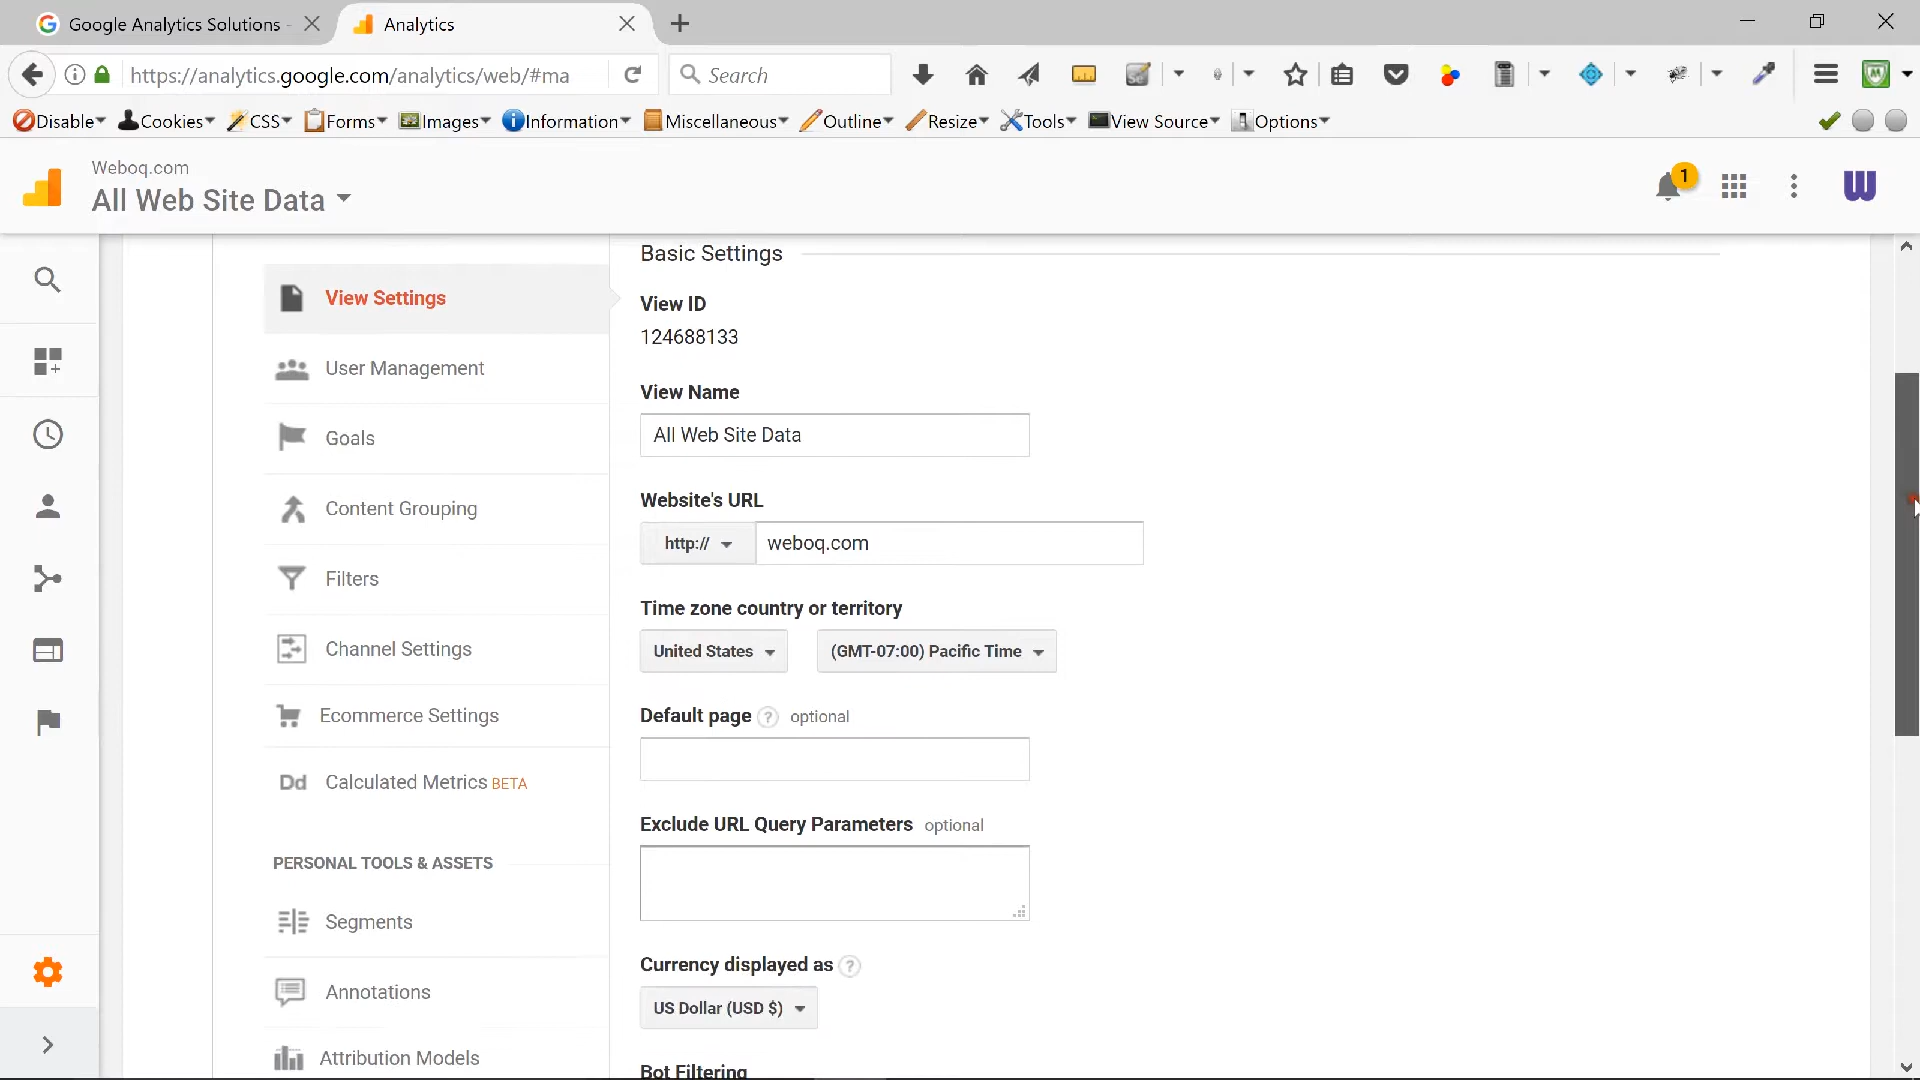 Google Analytics Solutions -
Analytics
https://analytics.google.com/analytics/web/#ma
Search
Disable Cookies CSS Forms Images Information Miscellaneous Outline Resize Tools View Source Options
Weboq.com
All Web Site Data
1
W
Basic Settings
View Settings
View ID
124688133
User Management
View Name
All Web Site Data
Goals
Website's URL
Content Grouping
http://
weboq.com
Filters
Time zone country or territory
Channel Settings
United States
(GMT-07:00) Pacific Time
Default page ? optional
Ecommerce Settings
Dd Calculated Metrics BETA
Exclude URL Query Parameters optional
PERSONAL TOOLS & ASSETS
Segments
Currency displayed as ?
Annotations
US Dollar (USD $)
Attribution Models
Bot Filtering